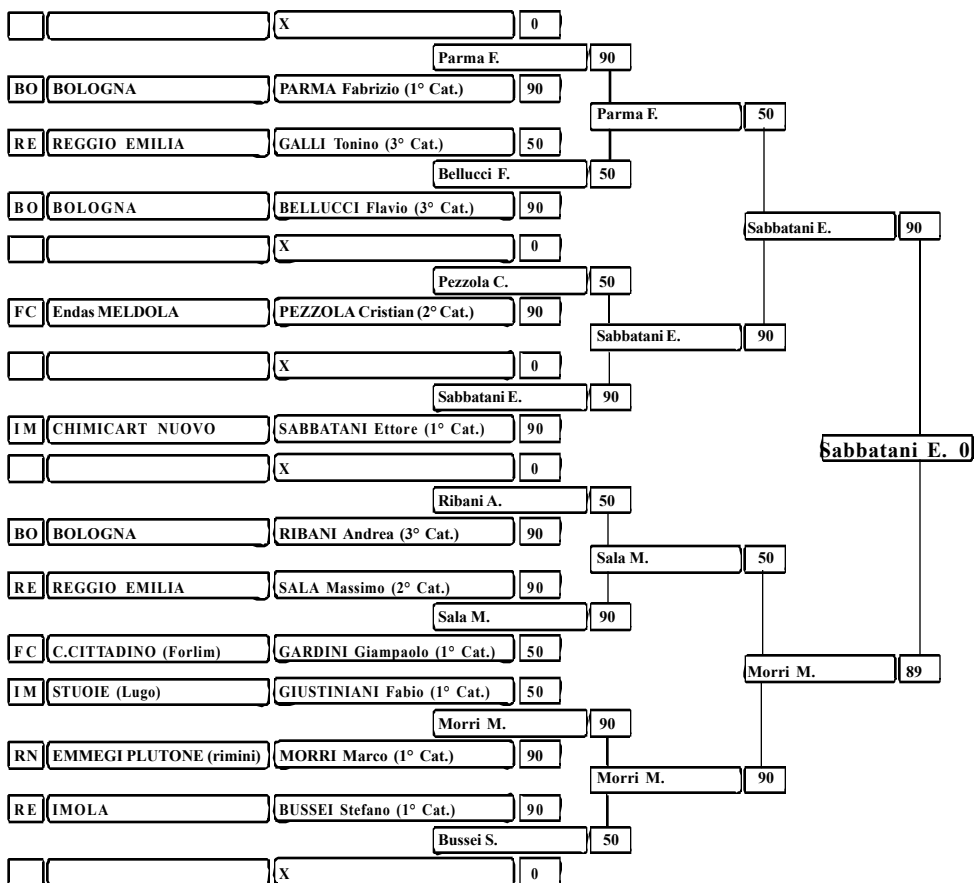 X 0
Parma F. 90
BO BOLOGNA PARMA Fabrizio (1° Cat.) 90
Parma F. 50
RE REGGIO EMILIA GALLI Tonino (3° Cat.) 50
Bellucci F. 50
BO BOLOGNA BELLUCCI Flavio (3° Cat.) 90
Sabbatani E. 90
X 0
Pezzola C. 50
FC Endas MELDOLA PEZZOLA Cristian (2° Cat.) 90
Sabbatani E. 90
X 0
Sabbatani E. 90
IM CHIMICART NUOVO SABBATANI Ettore (1° Cat.) 90
Sabbatani E. 0
X 0
Ribani A. 50
BO BOLOGNA RIBANI Andrea (3° Cat.) 90
Sala M. 50
RE REGGIO EMILIA SALA Massimo (2° Cat.) 90
Sala M. 90
FC C.CITTADINO (Forlim) GARDINI Giampaolo (1° Cat.) 50
Morri M. 89
IM STUOIE (Lugo) GIUSTINIANI Fabio (1° Cat.) 50
Morri M. 90
RN EMMEGI PLUTONE (rimini) MORRI Marco (1° Cat.) 90
Morri M. 90
RE IMOLA BUSSEI Stefano (1° Cat.) 90
Bussei S. 50
X 0